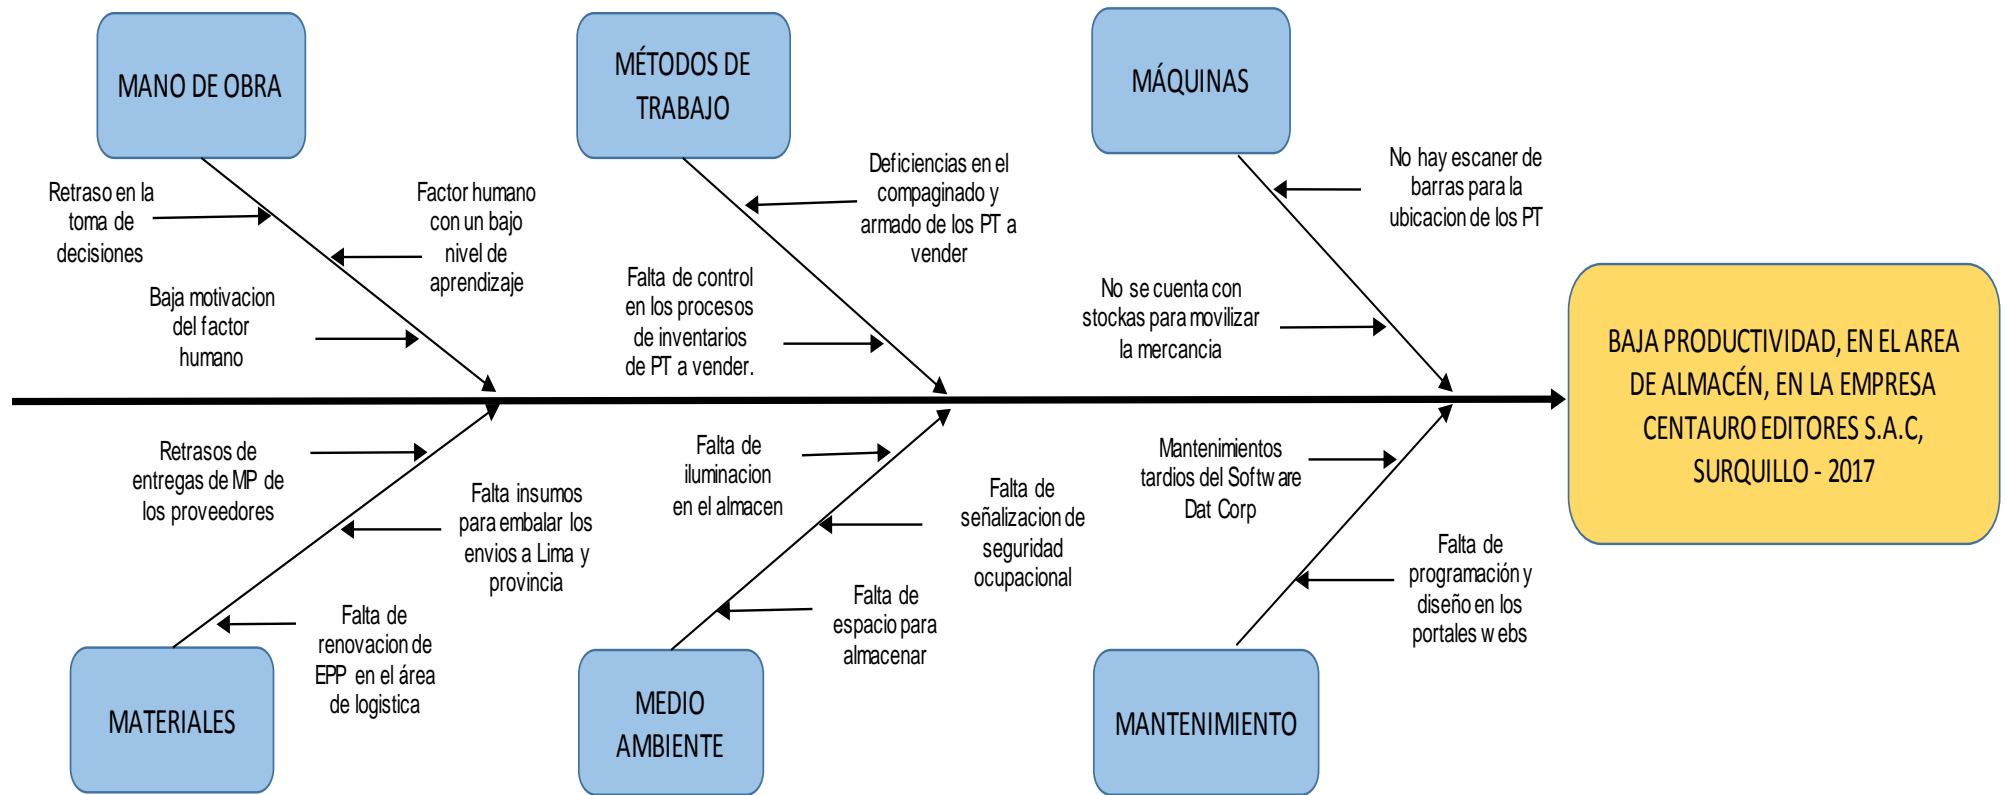 MANO DE OBRA
MÉTODOS DE
TRABAJO
MÁQUINAS
Retraso en la
toma de
decisiones
Factor humano
con un bajo
nivel de
aprendizaje
Baja motivacion
del factor
humano
Deficiencias en el
compaginado y
armado de los PT a
vender
Falta de control
en los procesos
de inventarios
de PT a vender.
No hay escaner de
barras para la
ubicacion de los PT
No se cuenta con
stockas para movilizar
la mercancia
BAJA PRODUCTIVIDAD, EN EL AREA
DE ALMACÉN, EN LA EMPRESA
CENTAURO EDITORES S.A.C,
SURQUILLO - 2017
Retrasos de
entregas de MP de
los proveedores
Falta insumos
para embalar los
envios a Lima y
provincia
Falta de
renovacion de
EPP en el área
de logistica
Falta de
iluminacion
en el almacen
Falta de
señalizacion de
seguridad
ocupacional
Falta de
espacio para
almacenar
Mantenimientos
tardios del Software
Dat Corp
Falta de
programación y
diseño en los
portales webs
MATERIALES
MEDIO
AMBIENTE
MANTENIMIENTO